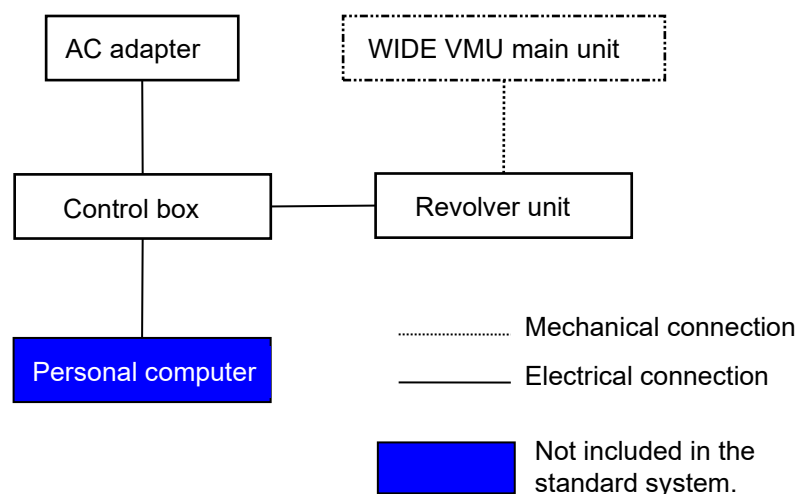 AC adapter
WIDE VMU main unit
Control box
Revolver unit
Personal computer
Mechanical connection
Electrical connection
Not included in the
standard system.